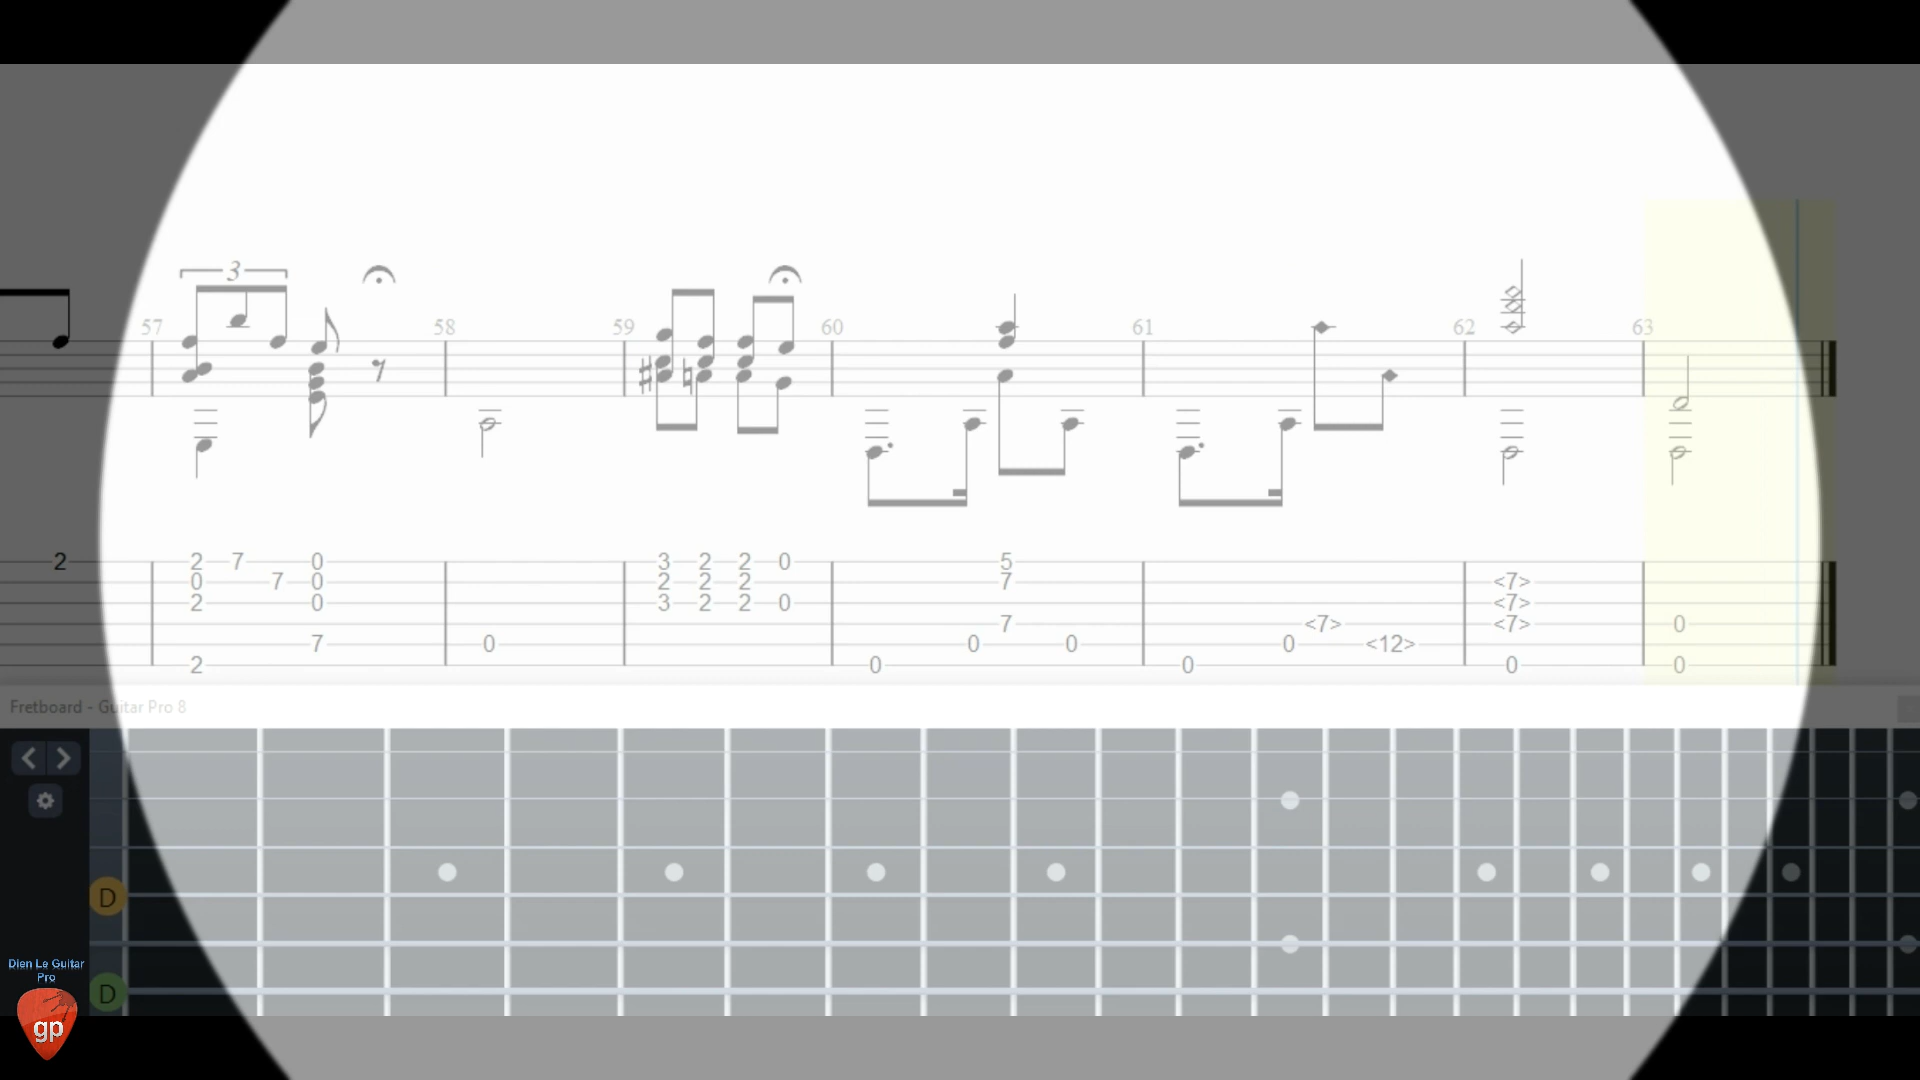 3
57 58 59 60 61 62 63
2 2 7 0 3 2 2 0 5
0 7 0 2 2 2 7 <7>
2 0 3 2 2 0 <7>
7 <7> <7> 0
7 0 0 0 0 <12>
2 0 0 0 0
Fretboard - Guitar Pro 8
D
Dien Le Guitar
Pro
D
gp